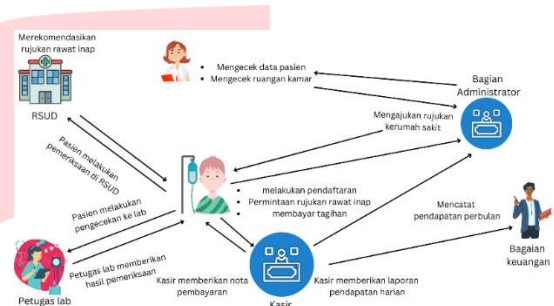 Merekomendasikan
rujukan rawat inap
RSUD
• Mengecek data pasien
• Mengecek ruangan kamar
Bagian
Administrator
Mengajukan rujukan
kerumah sakit
Pasien melakukan
pemeriksaan di RSUD
• melakukan pendaftaran
• Permintaan rujukan rawat inap
membayar tagihan
Pasien melakukan
pengecekan ke lab
Petugas lab memberikan
hasil pemeriksaan
Petugas lab
Kasir memberikan nota
pembayaran
Kasir
Kasir memberikan laporan
pendapatan harian
Mencatat
pendapatan perbulan
Bagaian
keuangan